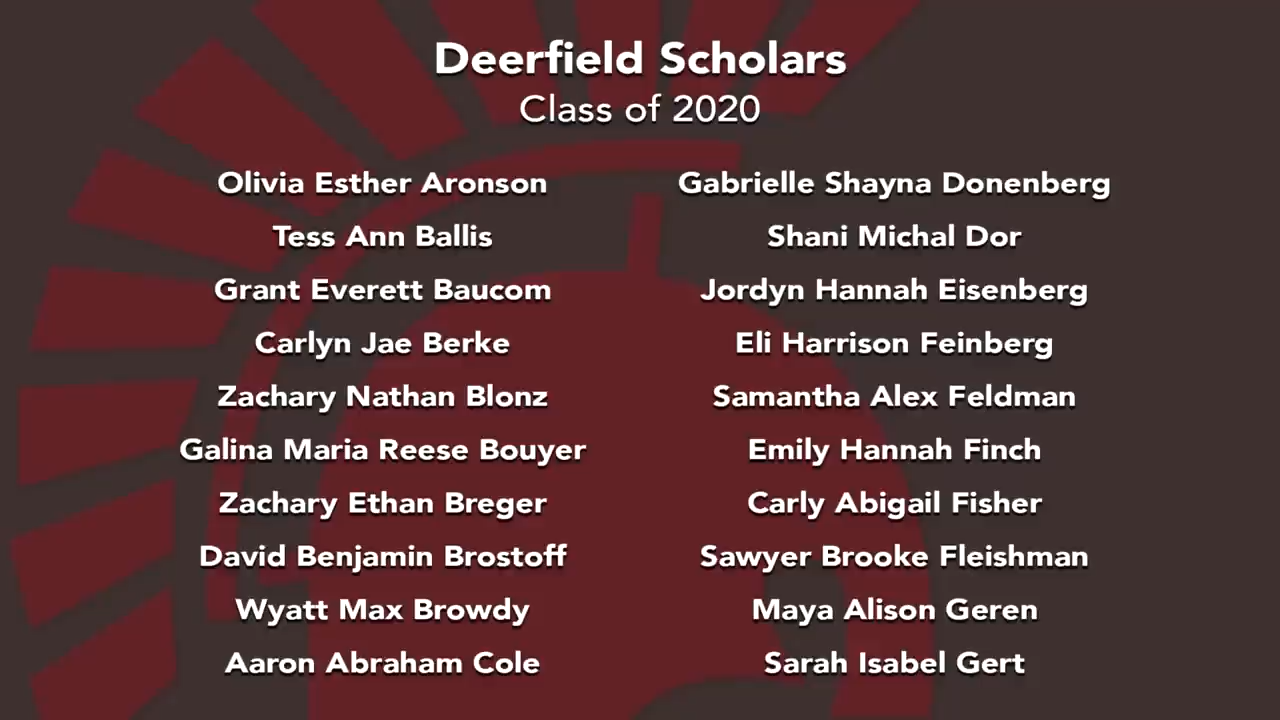 Deerfield Scholars
Class of 2020
Olivia Esther Aronson
Tess Ann Ballis
Grant Everett Baucom
Carlyn Jae Berke
Zachary Nathan Blonz
Galina Maria Reese Bouyer
Zachary Ethan Breger
David Benjamin Brostoff
Wyatt Max Browdy
Aaron Abraham Cole
Gabrielle Shayna Donenberg
Shani Michal Dor
Jordyn Hannah Eisenberg
Eli Harrison Feinberg
Samantha Alex Feldman
Emily Hannah Finch
Carly Abigail Fisher
Sawyer Brooke Fleishman
Maya Alison Geren
Sarah Isabel Gert